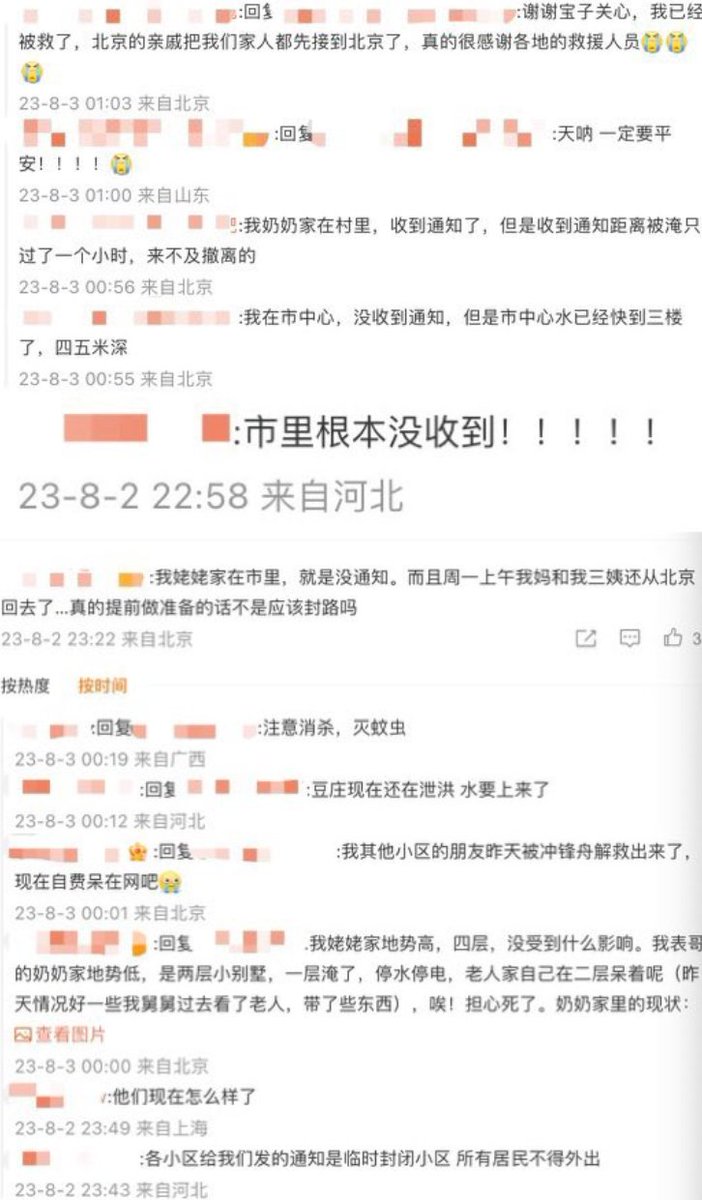 :回复 :谢谢宝子关心，我已经
被救了，北京的亲戚把我们家人都先接到北京了，真的很感谢各地的救援人员😭😭
😭
23-8-3 01:03 来自北京
:回复 :天呐 一定要平
安！！！！😭
23-8-3 01:00 来自山东
:我奶奶家在村里，收到通知了，但是收到通知距离被淹只
过了一个小时，来不及撤离的
23-8-3 00:56 来自北京
:我在市中心，没收到通知，但是市中心水已经快到三楼
了，四五米深
23-8-3 00:55 来自北京
:市里根本没收到！！！！！
23-8-2 22:58 来自河北
:我姥姥家在市里，就是没通知。而且周一上午我妈和我三姨还从北京
回去了...真的提前做准备的话不是应该封路吗
23-8-2 23:22 来自北京 3
按热度 按时间
:回复 :注意消杀，灭蚊虫
23-8-3 00:19 来自广西
:回复 :豆庄现在还在泄洪 水要上来了
23-8-3 00:12 来自河北
:回复 :我其他小区的朋友昨天被冲锋舟解救出来了，
现在自费呆在网吧😢
23-8-3 00:01 来自北京
:回复 .我姥姥家地势高，四层，没受到什么影响。我表哥
的奶奶家地势低，是两层小别墅，一层淹了，停水停电，老人家自己在二层呆着呢（昨
天情况好一些我舅舅过去看了老人，带了些东西），唉！担心死了。奶奶家里的现状：
查看图片
23-8-3 00:00 来自北京
:他们现在怎么样了
23-8-2 23:49 来自上海
:各小区给我们发的通知是临时封闭小区 所有居民不得外出
23-8-2 23:43 来自河北